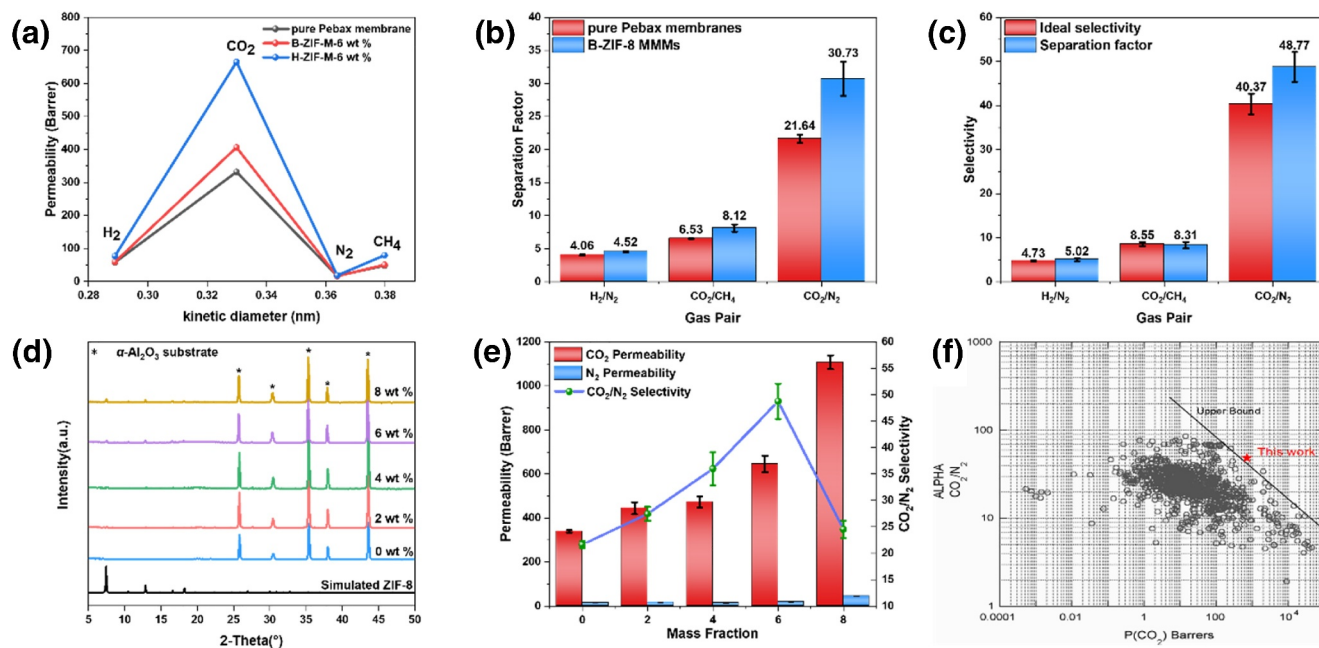 (a)
800
700
600
500
400
300
200
100
0
Permeability (Barrer)
pure Pebax membrane
B-ZIF-M-6 wt %
H-ZIF-M-6 wt %
CO2
H2
N2
CH4
0.28 0.30 0.32 0.34 0.36 0.38
kinetic diameter (nm)
(b)
40
35
30
25
20
15
10
5
0
Separation Factor
pure Pebax membranes
B-ZIF-8 MMMs
4.06 4.52
6.53 8.12
21.64 30.73
H2/N2 CO2/CH4 CO2/N2
Gas Pair
(c)
60
50
40
30
20
10
0
Selectivity
Ideal selectivity
Separation factor
4.73 5.02
8.55 8.31
40.37 48.77
H2/N2 CO2/CH4 CO2/N2
Gas Pair
(d)
* α-Al2O3 substrate
* * * * *
8 wt %
6 wt %
4 wt %
2 wt %
0 wt %
Simulated ZIF-8
Intensity(a.u.)
5 10 15 20 25 30 35 40 45 50
2-Theta(°)
(e)
1200
1000
800
600
400
200
0
Permeability (Barrer)
CO2 Permeability
N2 Permeability
CO2/N2 Selectivity
60
55
50
45
40
35
30
25
20
15
10
CO2/N2 Selectivity
0 2 4 6 8
Mass Fraction
(f)
1000
100
10
1
ALPHA
CO2/N2
Upper Bound
This work
0.0001 0.01 1 100 10^4
P(CO2) Barrers